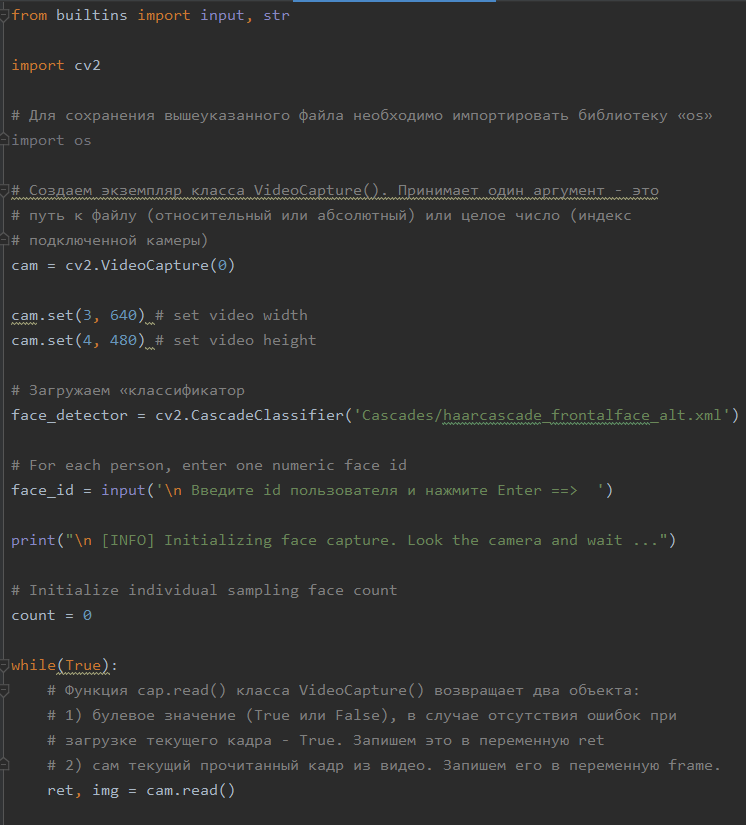 from builtins import input, str
import cv2
# Для сохранения вышеуказанного файла необходимо импортировать библиотеку «os»
import os
# Создаем экземпляр класса VideoCapture(). Принимает один аргумент - это
# путь к файлу (относительный или абсолютный) или целое число (индекс
# подключенной камеры)
cam = cv2.VideoCapture(0)
cam.set(3, 640) # set video width
cam.set(4, 480) # set video height
# Загружаем «классификатор
face_detector = cv2.CascadeClassifier('Cascades/haarcascade_frontalface_alt.xml')
# For each person, enter one numeric face id
face_id = input('\n Введите id пользователя и нажмите Enter ==>  ')
print("\n [INFO] Initializing face capture. Look the camera and wait ...")
# Initialize individual sampling face count
count = 0
while(True):
    # Функция cap.read() класса VideoCapture() возвращает два объекта:
    # 1) булевое значение (True или False), в случае отсутствия ошибок при
    # загрузке текущего кадра - True. Запишем это в переменную ret
    # 2) сам текущий прочитанный кадр из видео. Запишем его в переменную frame.
    ret, img = cam.read()